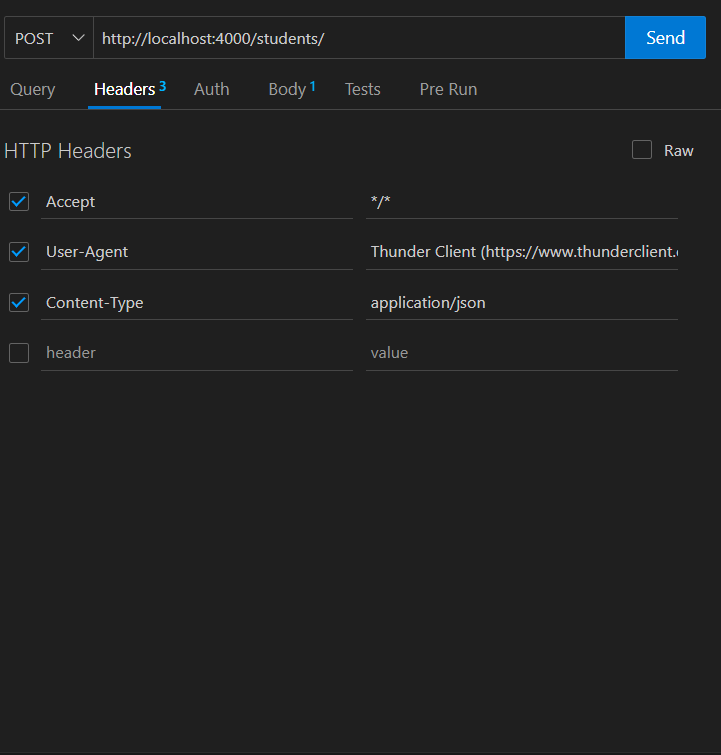 POST http://localhost:4000/students/ Send
Query Headers 3 Auth Body 1 Tests Pre Run
HTTP Headers Raw
Accept */*
User-Agent Thunder Client (https://www.thunderclient.
Content-Type application/json
header value